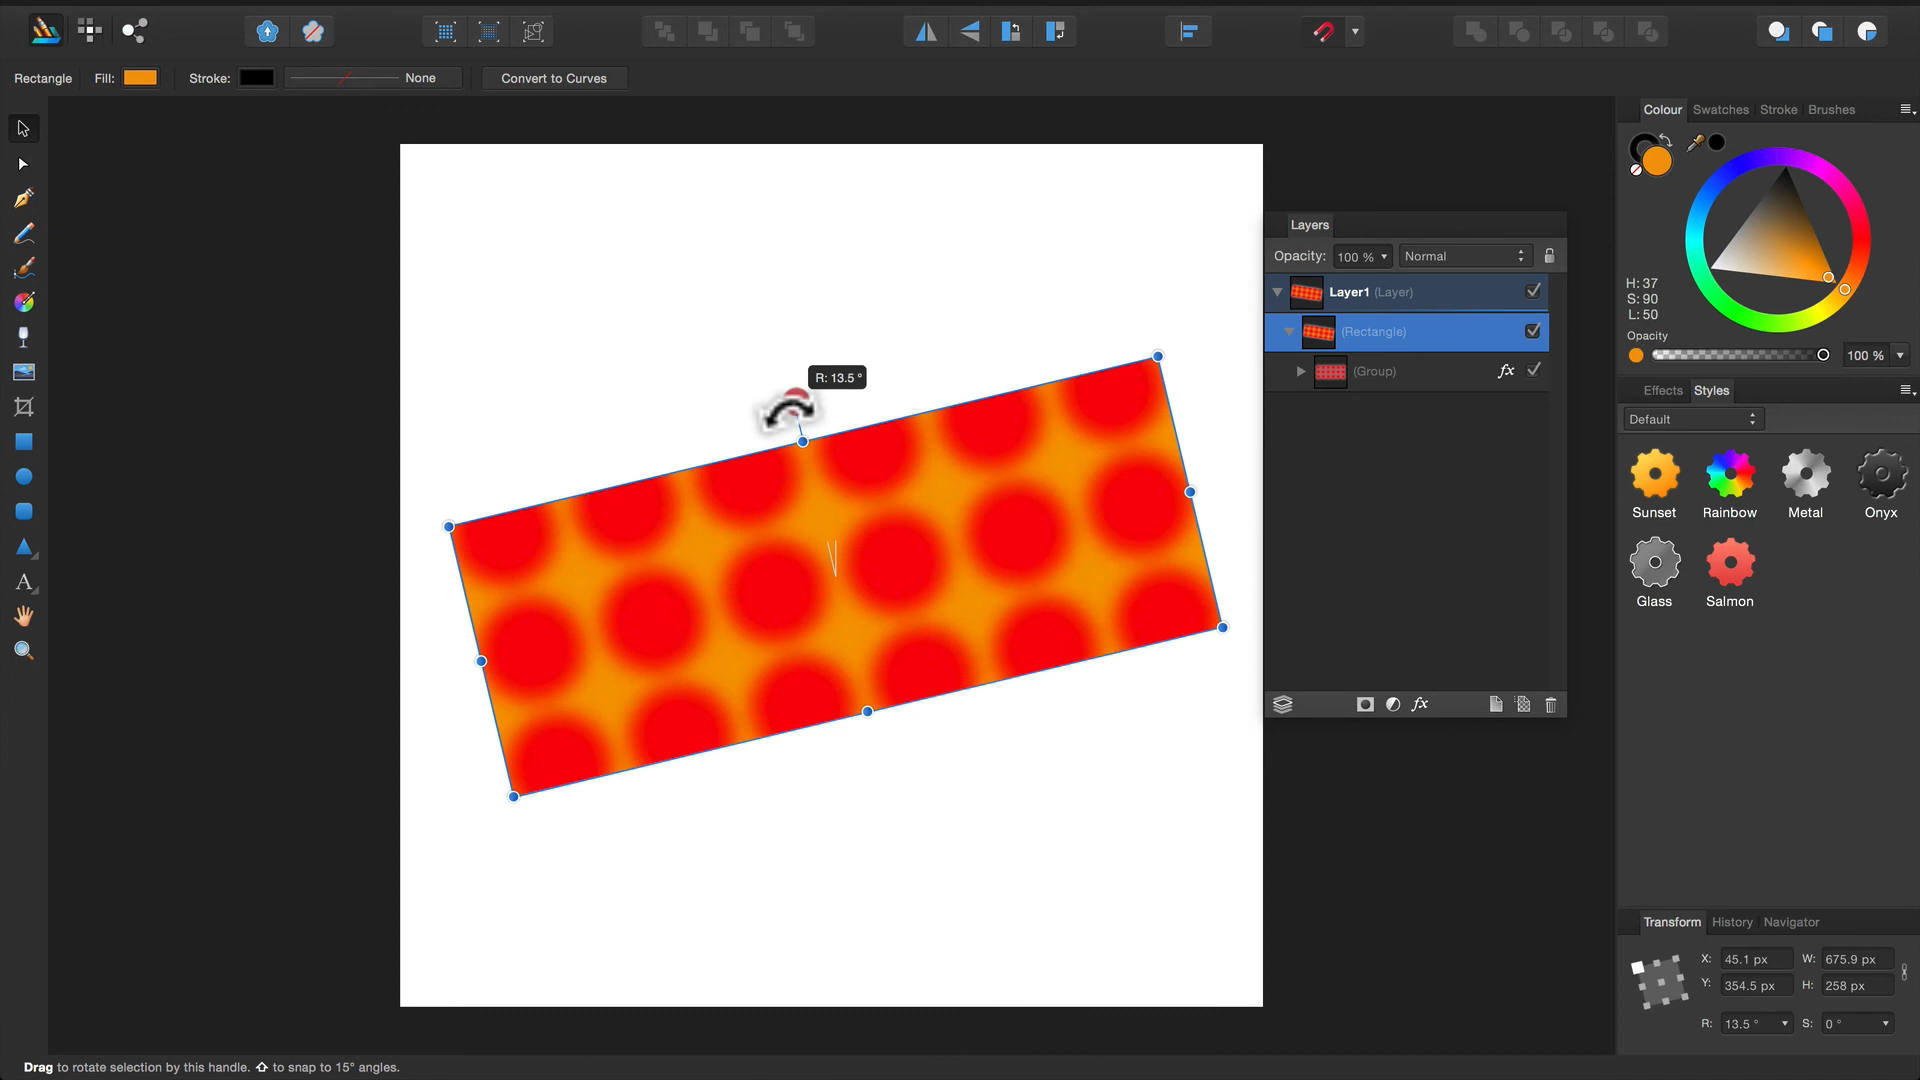 Rectangle Fill: Stroke: None Convert to Curves
Colour Swatches Stroke Brushes
H: 37
S: 90
L: 50
Opacity
100 %
Layers
Opacity: 100 % Normal
Layer1 (Layer)
(Rectangle)
(Group) fx
fx
R: 13.5 °
Effects Styles
Default
Sunset Rainbow Metal Onyx
Glass Salmon
Transform History Navigator
X: 45.1 px W: 675.9 px
Y: 354.5 px H: 258 px
R: 13.5 ° S: 0 °
A
Drag to rotate selection by this handle. ⇧ to snap to 15° angles.